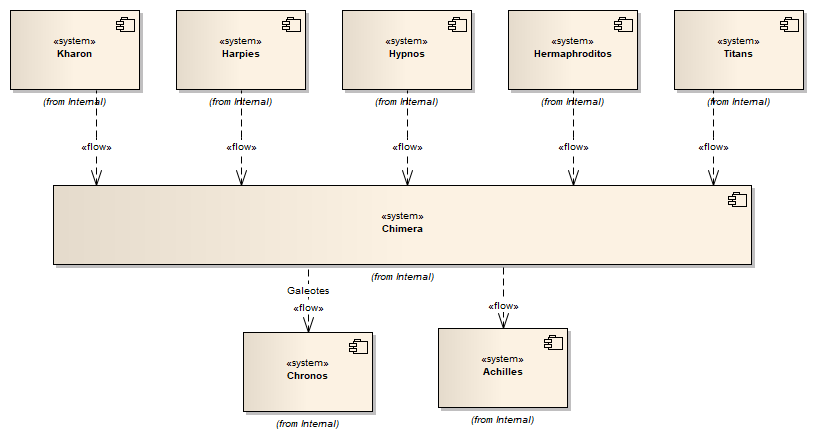 «system»
Kharon
(from Internal)
«system»
Harpies
(from Internal)
«system»
Hypnos
(from Internal)
«system»
Hermaphroditos
(from Internal)
«system»
Titans
(from Internal)
«flow»
«flow»
«flow»
«flow»
«flow»
«system»
Chimera
(from Internal)
Galeotes
«flow»
«flow»
«system»
Chronos
(from Internal)
«system»
Achilles
(from Internal)